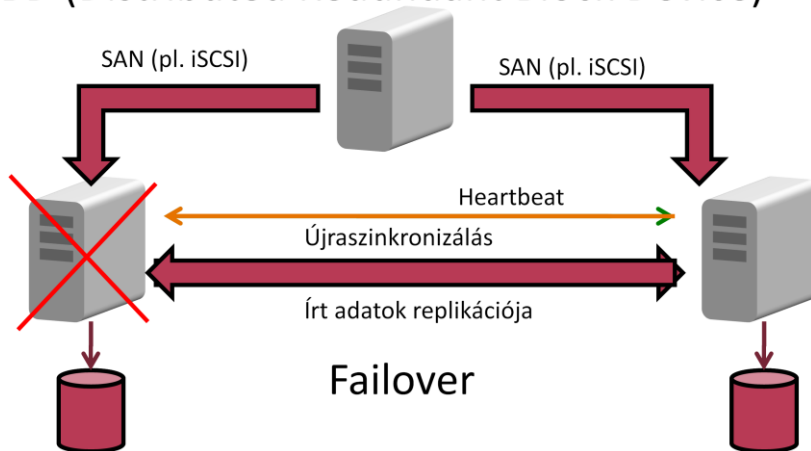 SAN (pl. iSCSI)
SAN (pl. iSCSI)
Heartbeat
Újraszinkronizálás
Írt adatok replikációja
Failover